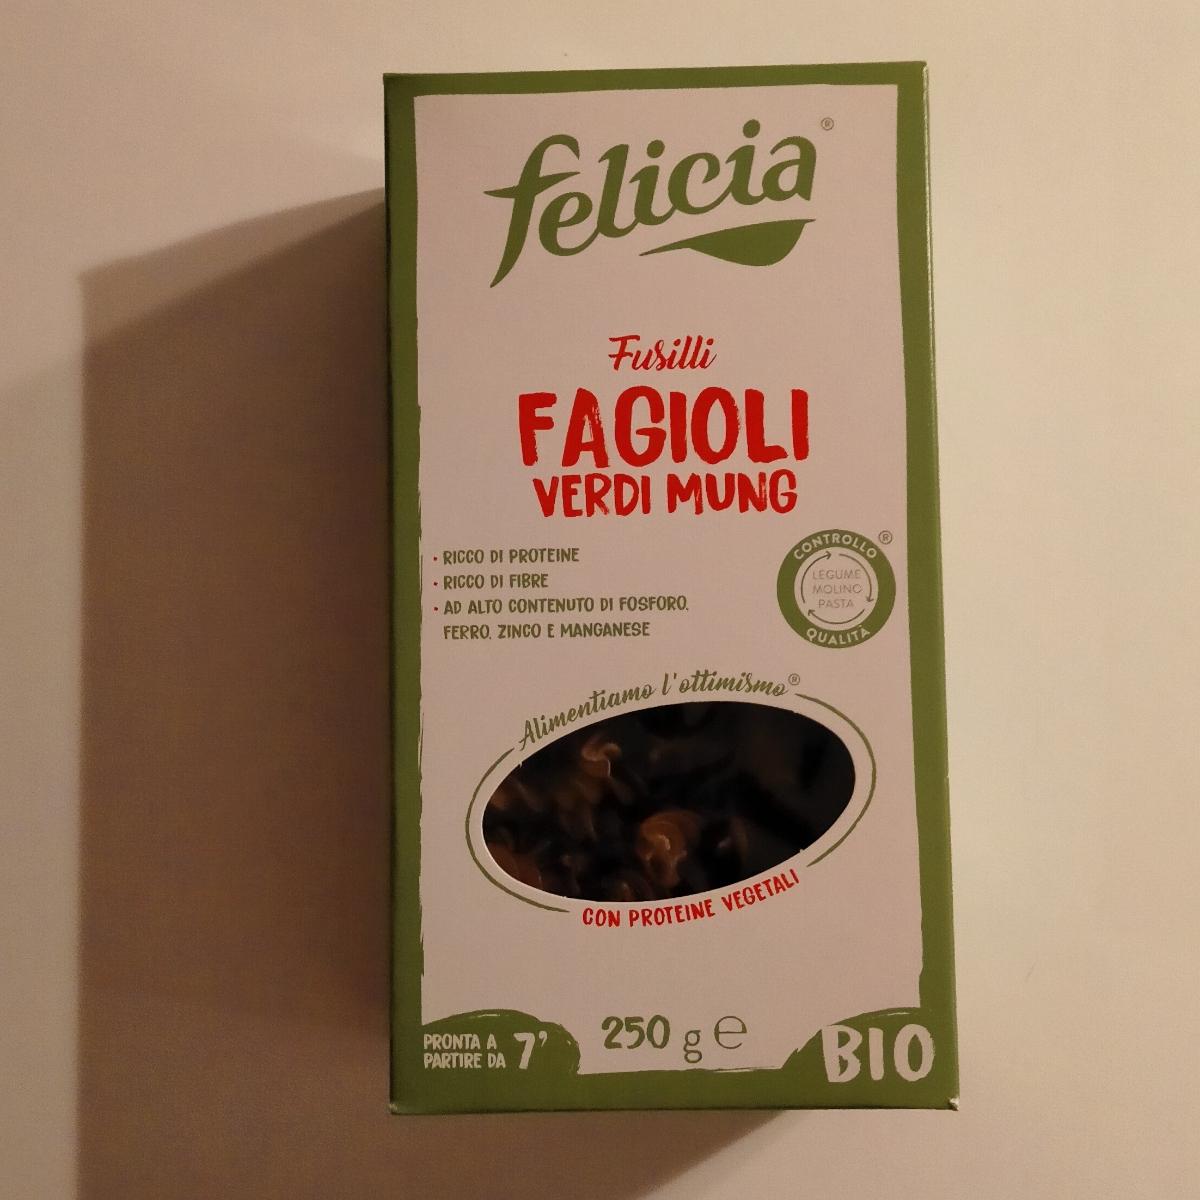 felicia®
Fusilli
FAGIOLI
VERDI MUNG
• RICCO DI PROTEINE
• RICCO DI FIBRE
• AD ALTO CONTENUTO DI FOSFORO,
FERRO, ZINCO E MANGANESE
CONTROLLO®
LEGUME
MOLINO
PASTA
QUALITÀ
Alimentiamo l'ottimismo®
CON PROTEINE VEGETALI
PRONTA A
PARTIRE DA 7'
250 g ℮
BIO